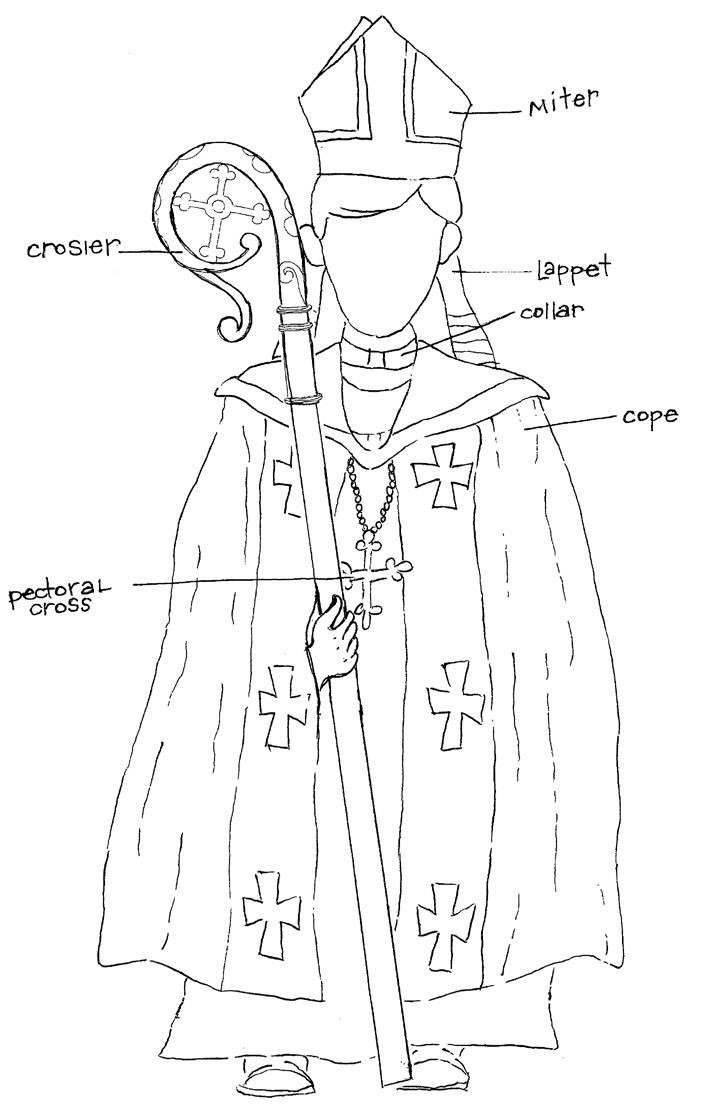 Miter
crosier
Lappet
collar
cope
pectoral
cross